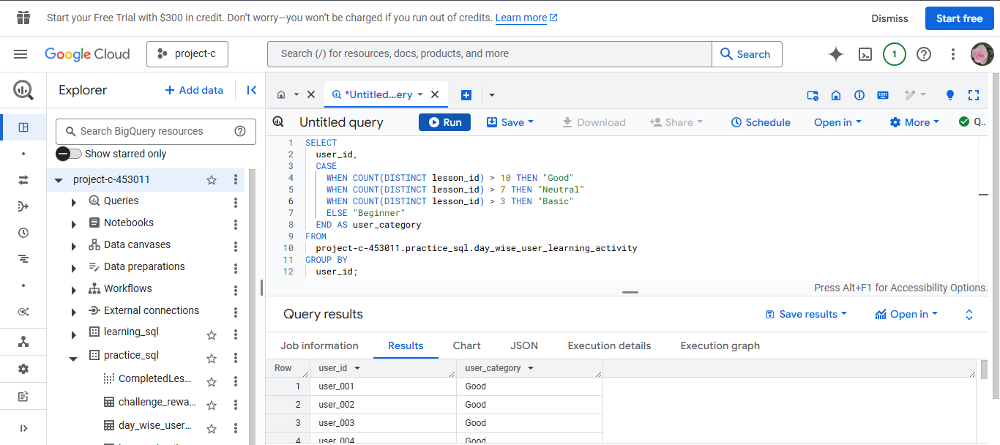 Start your Free Trial with $300 in credit. Don't worry—you won't be charged if you run out of credits. Learn more
Dismiss
Start free
Google Cloud
project-c
Search (/) for resources, docs, products, and more
Search
1
Explorer
+ Add data
*Untitled...ery
Search BigQuery resources
Show starred only
Untitled query
Run
Save
Download
Share
Schedule
Open in
More
Q...
project-c-453011
Queries
Notebooks
Data canvases
Data preparations
Workflows
External connections
learning_sql
practice_sql
CompletedLes...
challenge_rewa...
day_wise_user...
1 SELECT
2 user_id,
3 CASE
4 WHEN COUNT(DISTINCT lesson_id) > 10 THEN "Good"
5 WHEN COUNT(DISTINCT lesson_id) > 7 THEN "Neutral"
6 WHEN COUNT(DISTINCT lesson_id) > 3 THEN "Basic"
7 ELSE "Beginner"
8 END AS user_category
9 FROM
10 project-c-453011.practice_sql.day_wise_user_learning_activity
11 GROUP BY
12 user_id;
Press Alt+F1 for Accessibility Options.
Query results
Save results
Open in
Job information
Results
Chart
JSON
Execution details
Execution graph
Row user_id user_category
1 user_001 Good
2 user_002 Good
3 user_003 Good
4 user_004 Good